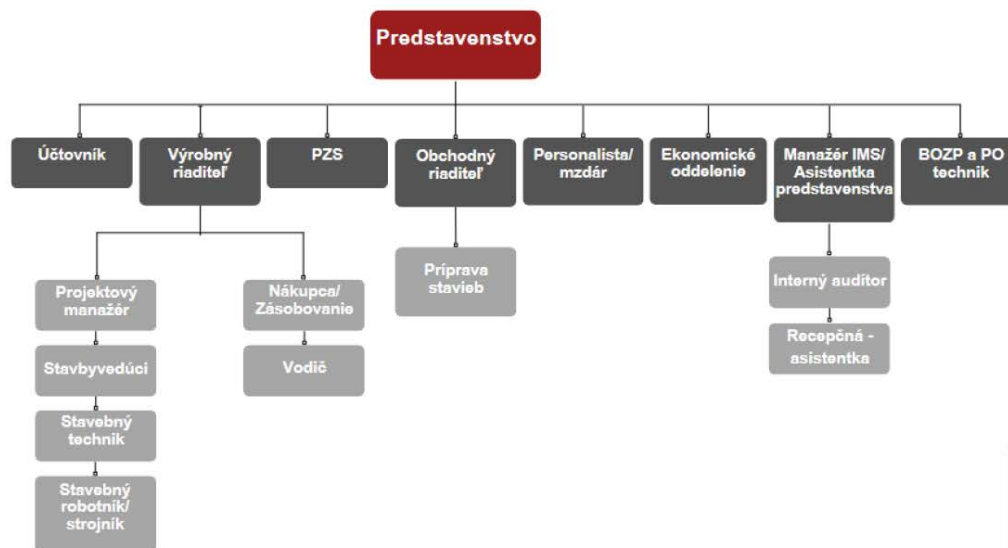 Predstavenstvo
Účtovník
Výrobný
riaditeľ
PZS
Obchodný
riaditeľ
Personalista/
mzdár
Ekonomické
oddelenie
Manažér IMS/
Asistentka
predstavenstva
BOZP a PO
technik
Projektový
manažér
Nákupca/
Zásobovanie
Príprava
stavieb
Interný audítor
Stavbyvedúci
Vodič
Recepčná -
asistentka
Stavebný
technik
Stavebný
robotník/
strojník